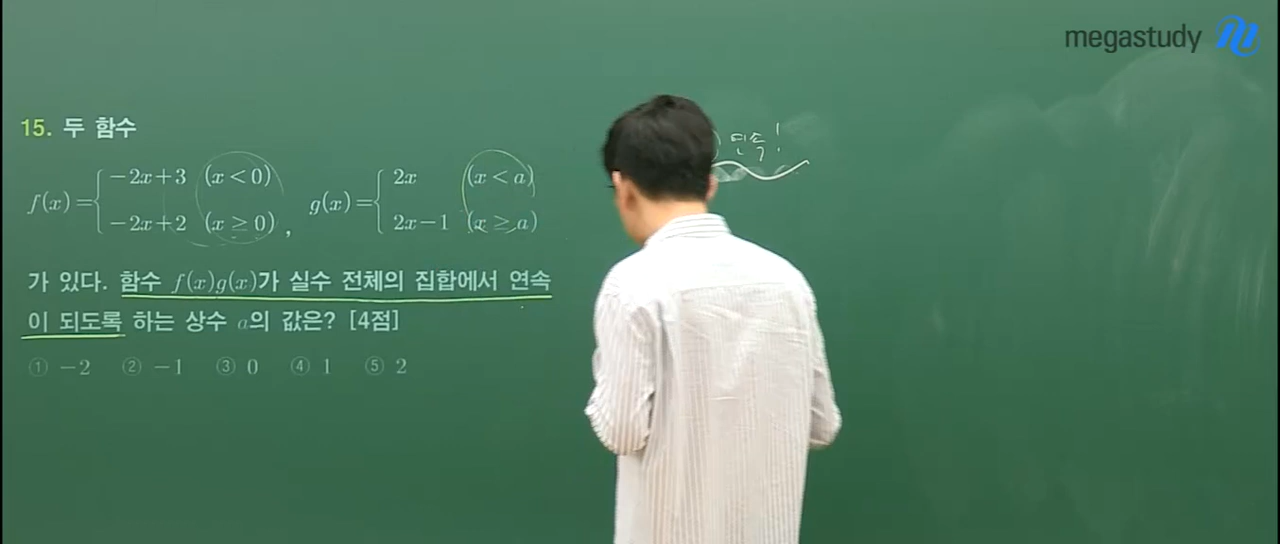 megastudy
15. 두 함수
f(x)={ -2x+3 (x<0) -2x+2 (x≥0), g(x)={ 2x (x<a) 2x-1 (x≥a)
가 있다. 함수 f(x)g(x)가 실수 전체의 집합에서 연속
이 되도록 하는 상수 a의 값은? [4점]
① -2 ② -1 ③ 0 ④ 1 ⑤ 2
연속!